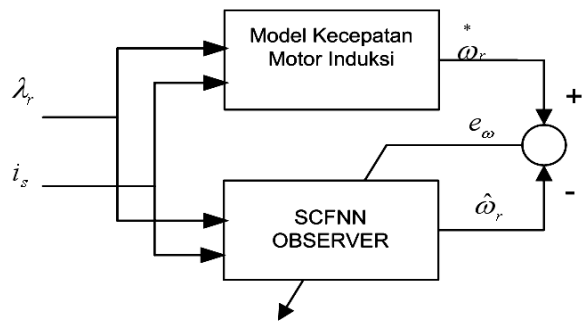 Model Kecepatan
Motor Induksi
*
ω_r
λ_r
+
e_ω
i_s
SCFNN
OBSERVER
ω̂_r
-